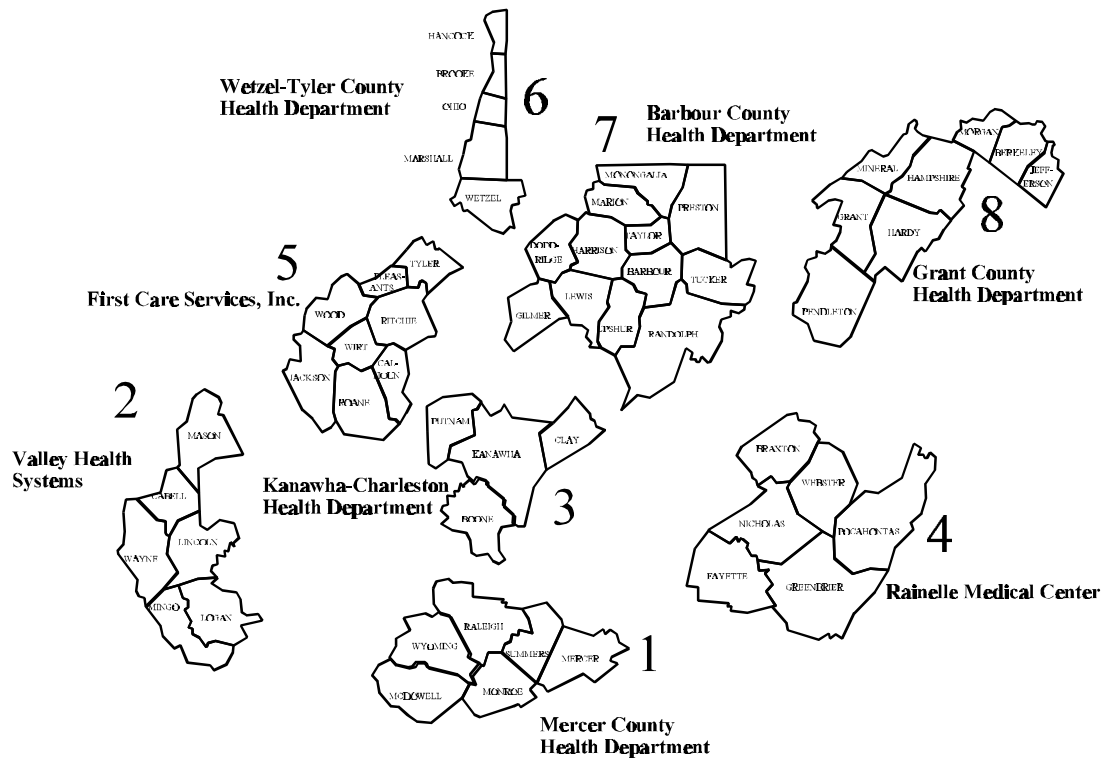 HANCOCK
BROOKE
OHIO
MARSHALL
WETZEL
Wetzel-Tyler County
Health Department
6
7
Barbour County
Health Department
MONONGALIA
MARION
PRESTON
TAYLOR
HARRISON
DODD-
RILGE
BARBOUR
TUCKER
LEWIS
GILMER
UPSHUR
RANDOLPH
MORGAN
BERKELEY
JEFF-
ERSON
MINERAL
HAMPSHIRE
GRANT
HARDY
PENDLETON
8
Grant County
Health Department
5
First Care Services, Inc.
TYLER
PLEAS-
ANTS
WOOD
RITCHIE
WIRT
CAL-
HOUN
JACKSON
ROANE
2
Valley Health
Systems
MASON
CABELL
LINCOLN
WAYNE
MINGO
LOGAN
PUTNAM
KANAWHA
CLAY
BOONE
Kanawha-Charleston
Health Department
3
BRAXTON
WEBSTER
NICHOLAS
POCAHONTAS
FAYETTE
GREENBRIER
4
Rainelle Medical Center
RALEIGH
WYOMING
SUMMERS
MERCER
MCDOWELL
MONROE
1
Mercer County
Health Department